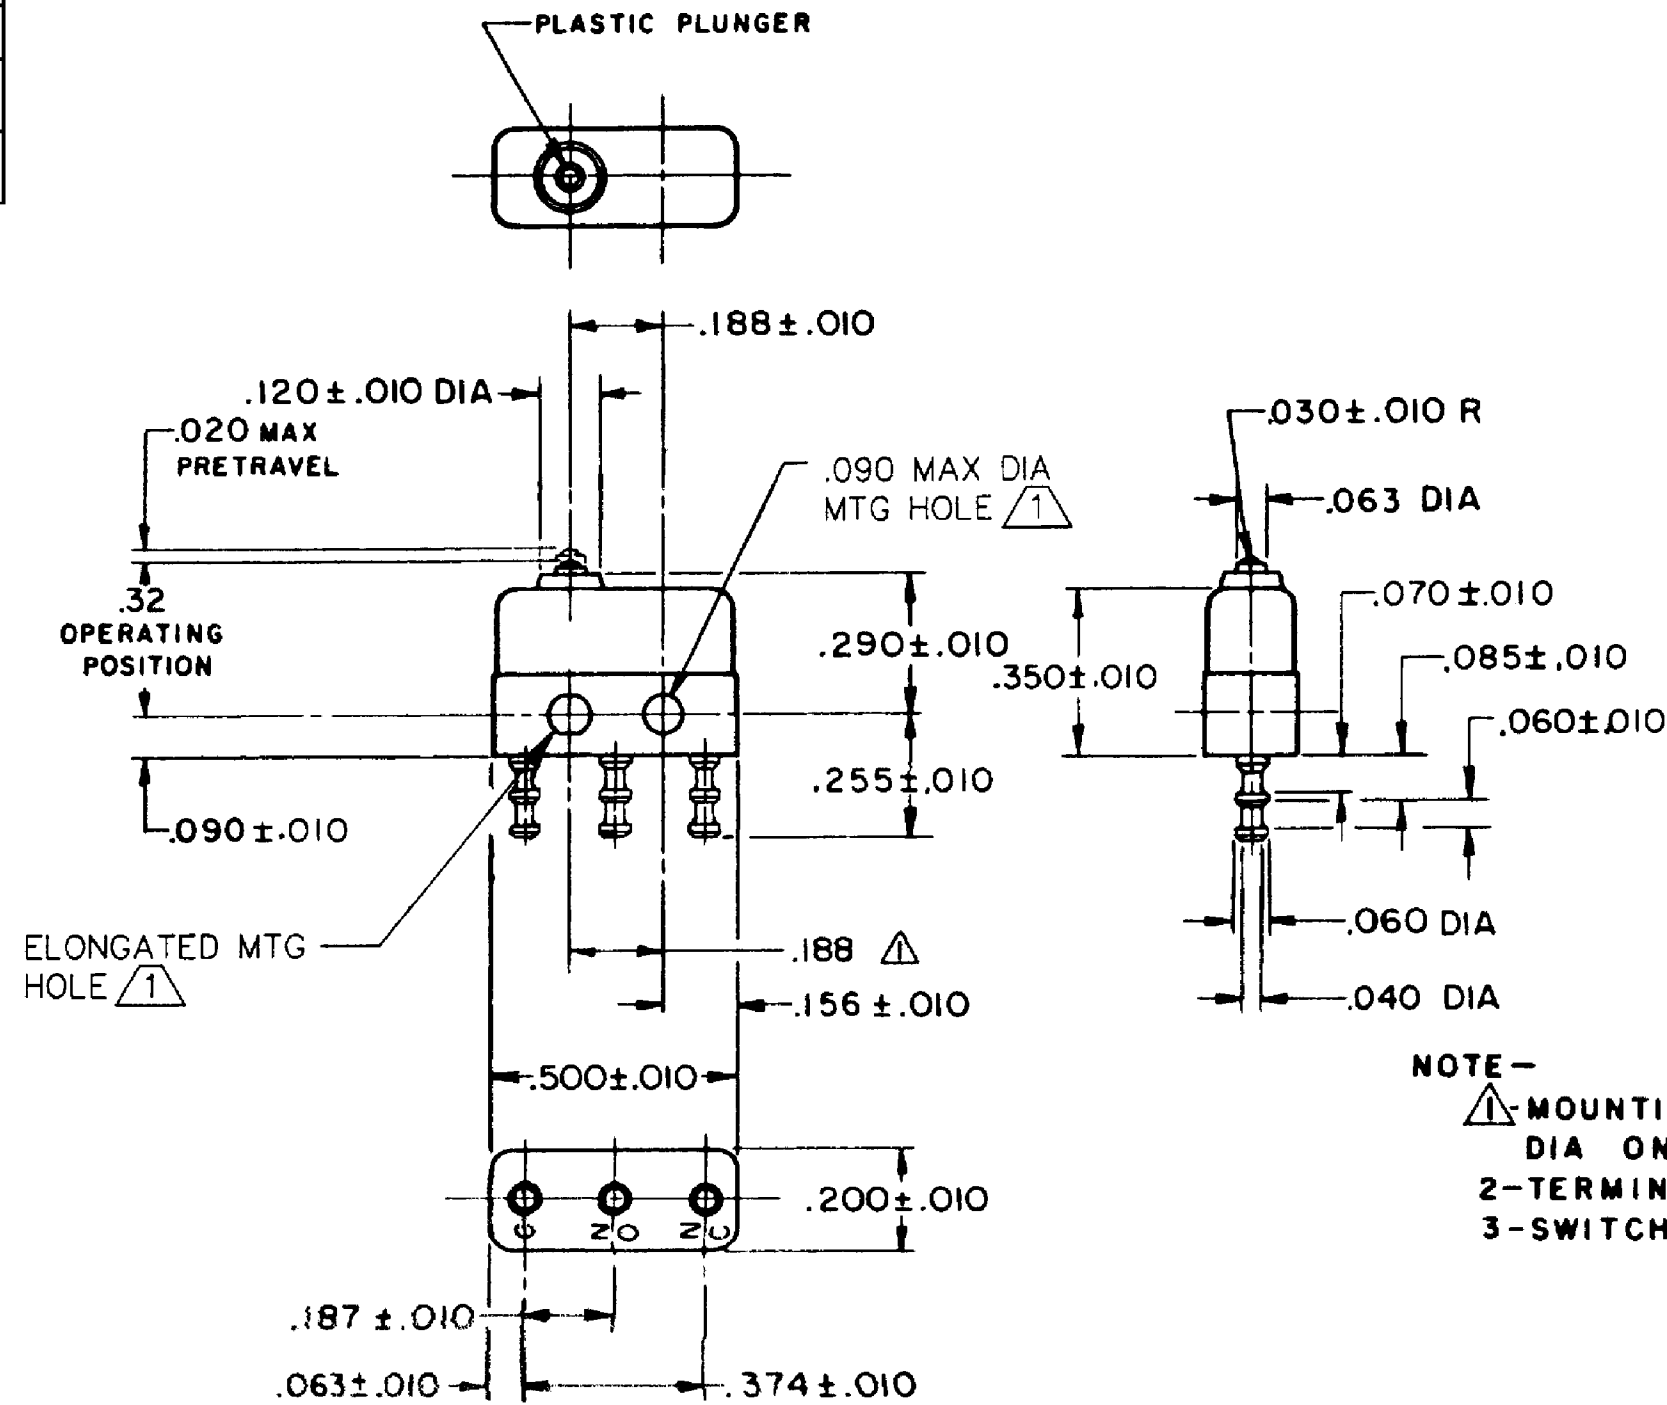 PLASTIC PLUNGER
.188±.010
.120±.010 DIA
.020 MAX
PRETRAVEL
.030±.010 R
.090 MAX DIA
MTG HOLE 1
.063 DIA
.32
OPERATING
POSITION
.290±.010
.350±.010
.070±.010
.085±.010
.060±.010
.255±.010
.090±.010
.060 DIA
ELONGATED MTG
HOLE 1
.188 1
.156±.010
.040 DIA
.500±.010
NOTE-
1-MOUNTI
DIA ON
2-TERMIN
3-SWITCH
.200±.010
C NO NC
.187±.010
.063±.010
.374±.010